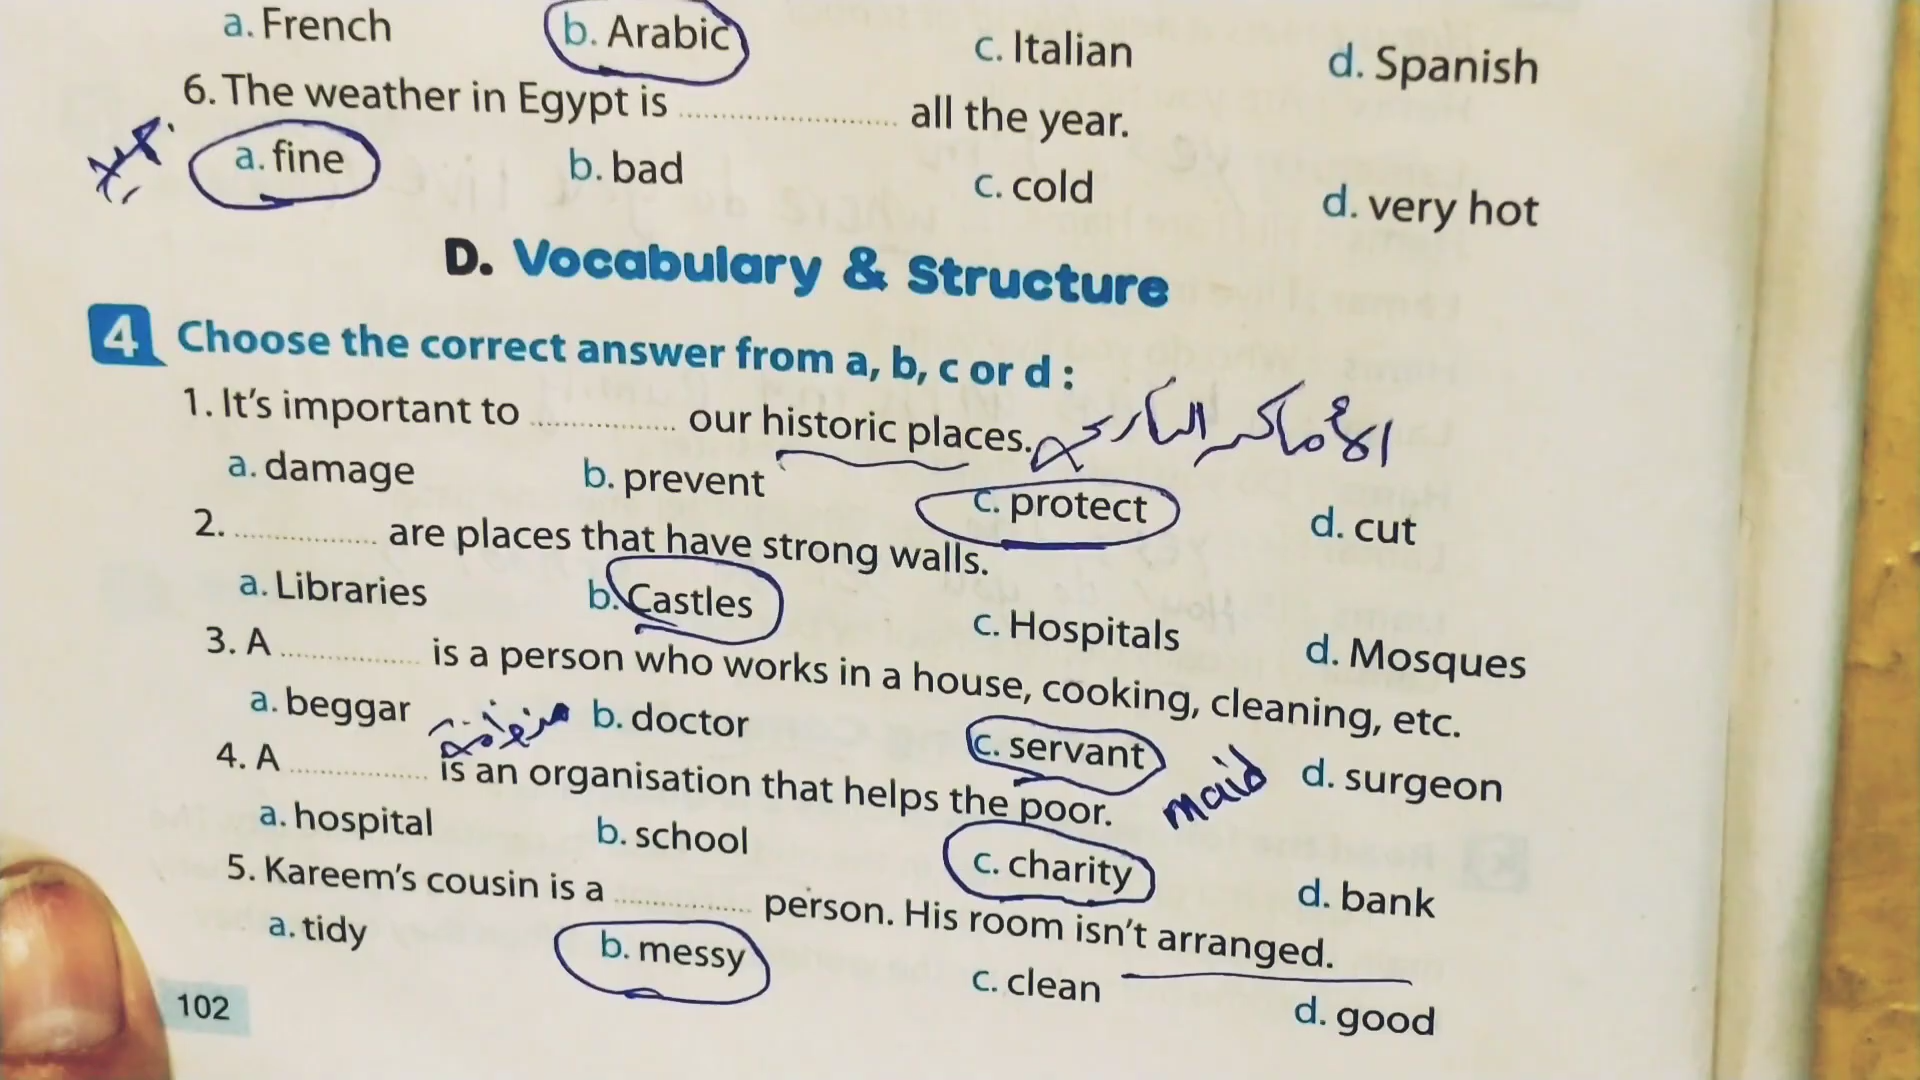 a. French b. Arabic c. Italian d. Spanish
6. The weather in Egypt is .................... all the year.
a. fine b. bad c. cold d. very hot
D. Vocabulary & Structure
4 Choose the correct answer from a, b, c or d :
1. It's important to .................... our historic places. الأماكن التاريخية
a. damage b. prevent c. protect d. cut
2. .................... are places that have strong walls.
a. Libraries b. Castles c. Hospitals d. Mosques
3. A .................... is a person who works in a house, cooking, cleaning, etc.
a. beggar b. doctor c. servant d. surgeon
maid
4. A .................... is an organisation that helps the poor.
a. hospital b. school c. charity d. bank
5. Kareem's cousin is a .................... person. His room isn't arranged.
a. tidy b. messy c. clean d. good
102